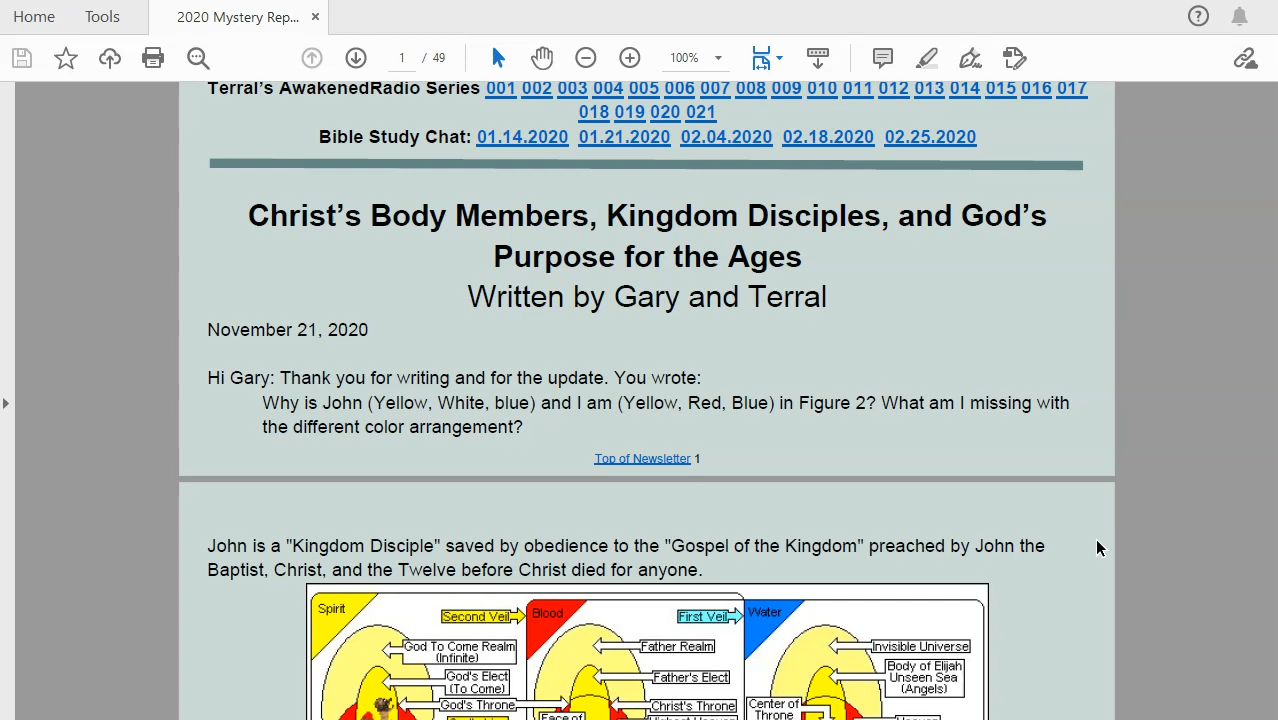 Home Tools 2020 Mystery Rep... ×
1 / 49 100%
Terral's AwakenedRadio Series 001 002 003 004 005 006 007 008 009 010 011 012 013 014 015 016 017
018 019 020 021
Bible Study Chat: 01.14.2020 01.21.2020 02.04.2020 02.18.2020 02.25.2020
Christ's Body Members, Kingdom Disciples, and God's
Purpose for the Ages
Written by Gary and Terral
November 21, 2020
Hi Gary: Thank you for writing and for the update. You wrote:
Why is John (Yellow, White, blue) and I am (Yellow, Red, Blue) in Figure 2? What am I missing with
the different color arrangement?
Top of Newsletter 1
John is a "Kingdom Disciple" saved by obedience to the "Gospel of the Kingdom" preached by John the
Baptist, Christ, and the Twelve before Christ died for anyone.
Spirit
Second Veil
Blood
First Veil
Water
God To Come Realm
(Infinite)
Father Realm
Invisible Universe
God's Elect
(To Come)
Father's Elect
Body of Elijah
Unseen Sea
(Angels)
God's Throne
Christ's Throne
Center of
Throne
Face of